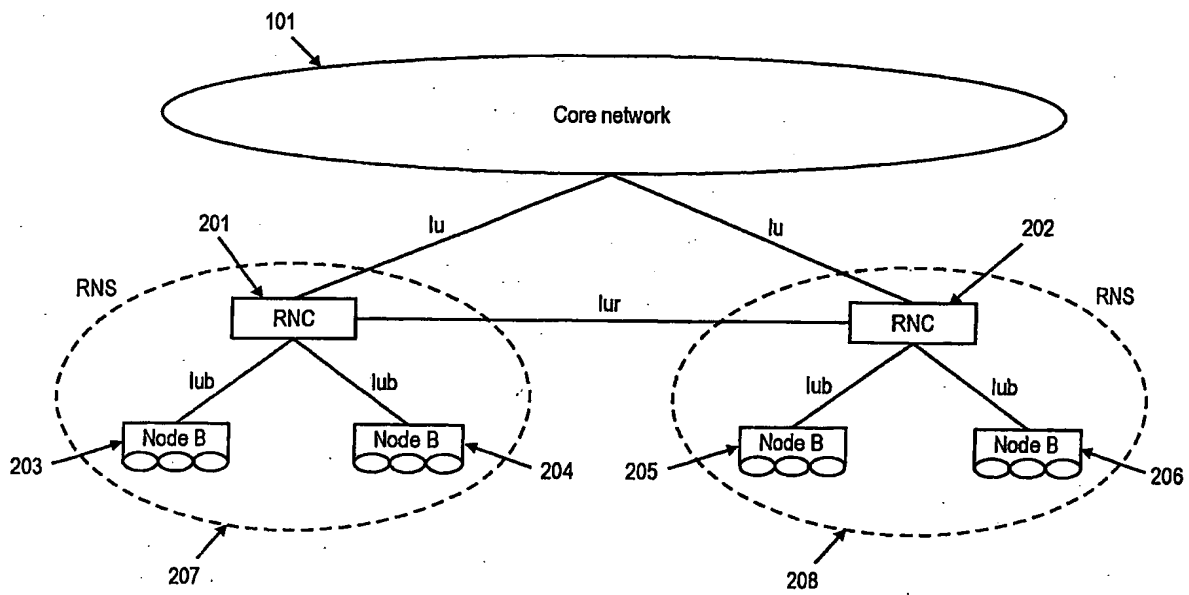 101
Core network
201
Iu
Iu
202
RNS
RNC
Iur
RNC
RNS
Iub
Iub
Iub
Iub
Node B
Node B
Node B
Node B
203
204
205
206
207
208